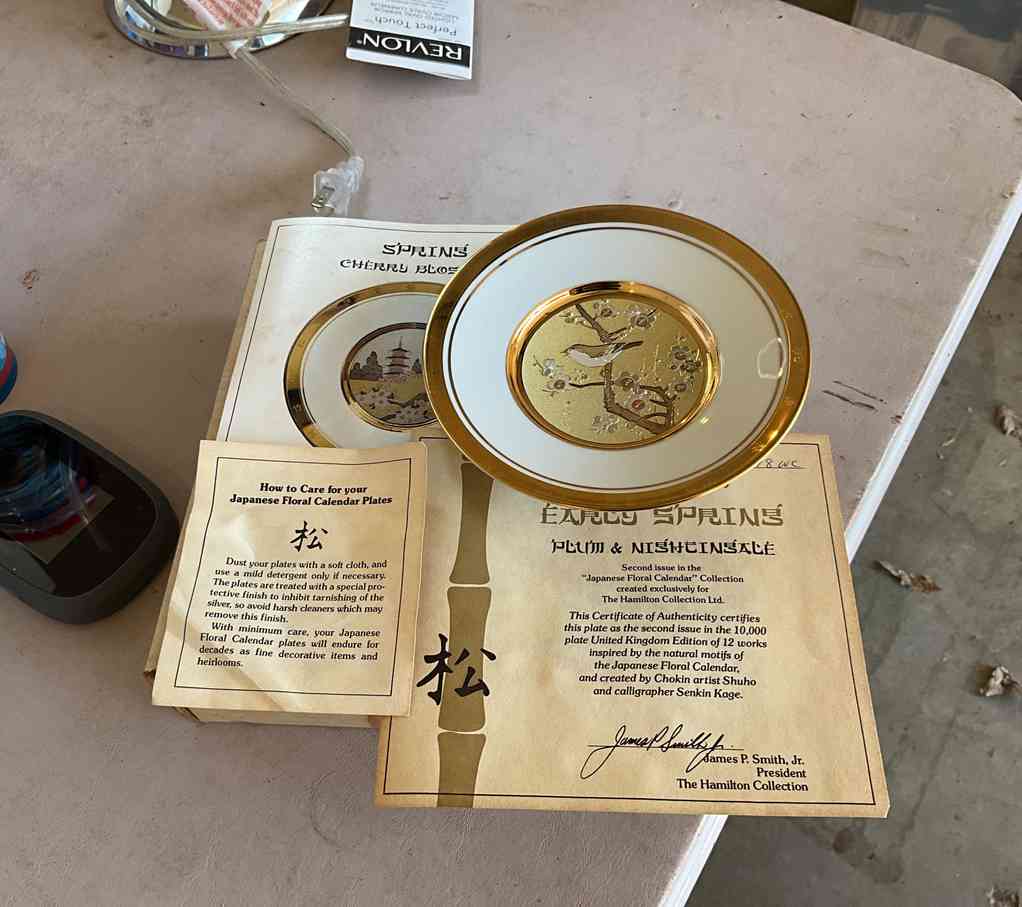 REVLON®
Perfect Touch™
SPRING
CHERRY
How to Care for your
Japanese Floral Calendar Plates
松
Dust your plates with a soft cloth, and
use a mild detergent only if necessary.
The plates are treated with a special pro-
tective finish to inhibit tarnishing of the
silver, so avoid harsh cleaners which may
remove this finish.
With minimum care, your Japanese
Floral Calendar plates will endure for
decades as fine decorative items and
heirlooms.
EARLY SPRING
PLUM & NIGHTINGALE
Second issue in the
"Japanese Floral Calendar" Collection
created exclusively for
The Hamilton Collection Ltd.
This Certificate of Authenticity certifies
this plate as the second issue in the 10,000
plate United Kingdom Edition of 12 works
inspired by the natural motifs of
the Japanese Floral Calendar,
and created by Chokin artist Shuho
and calligrapher Senkin Kage.
松
James P. Smith, Jr.
James P. Smith, Jr.
President
The Hamilton Collection